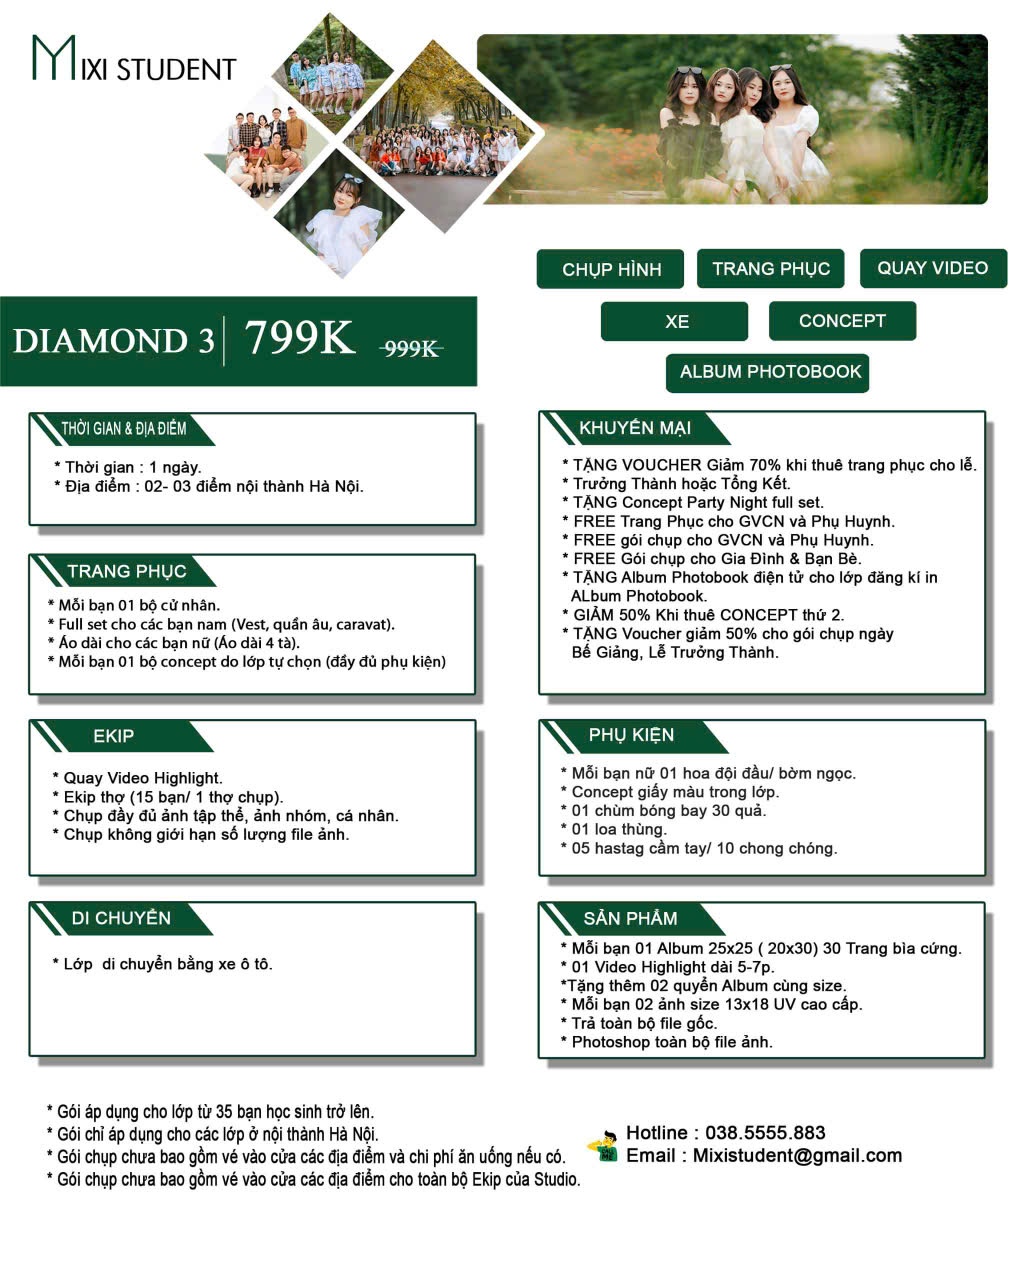 MIXI STUDENT
CHỤP HÌNH
TRANG PHỤC
QUAY VIDEO
XE
CONCEPT
ALBUM PHOTOBOOK
DIAMOND 3 799K 999K
THỜI GIAN & ĐỊA ĐIỂM
* Thời gian : 1 ngày.
* Địa điểm : 02- 03 điểm nội thành Hà Nội.
TRANG PHỤC
* Mỗi bạn 01 bộ cử nhân.
* Full set cho các bạn nam (Vest, quần âu, caravat).
* Áo dài cho các bạn nữ (Áo dài 4 tà).
* Mỗi bạn 01 bộ concept do lớp tự chọn (đầy đủ phụ kiện)
EKIP
* Quay Video Highlight.
* Ekip thợ (15 bạn/ 1 thợ chụp).
* Chụp đầy đủ ảnh tập thể, ảnh nhóm, cá nhân.
* Chụp không giới hạn số lượng file ảnh.
DI CHUYỂN
* Lớp di chuyển bằng xe ô tô.
KHUYẾN MẠI
* TẶNG VOUCHER Giảm 70% khi thuê trang phục cho lễ.
* Trưởng Thành hoặc Tổng Kết.
* TẶNG Concept Party Night full set.
* FREE Trang Phục cho GVCN và Phụ Huynh.
* FREE gói chụp cho GVCN và Phụ Huynh.
* FREE Gói chụp cho Gia Đình & Bạn Bè.
* TẶNG Album Photobook điện tử cho lớp đăng kí in
ALbum Photobook.
* GIẢM 50% Khi thuê CONCEPT thứ 2.
* TẶNG Voucher giảm 50% cho gói chụp ngày
Bế Giảng, Lễ Trưởng Thành.
PHỤ KIỆN
* Mỗi bạn nữ 01 hoa đội đầu/ bờm ngọc.
* Concept giấy màu trong lớp.
* 01 chùm bóng bay 30 quả.
* 01 loa thùng.
* 05 hastag cầm tay/ 10 chong chóng.
SẢN PHẨM
* Mỗi bạn 01 Album 25x25 ( 20x30) 30 Trang bìa cứng.
* 01 Video Highlight dài 5-7p.
*Tặng thêm 02 quyển Album cùng size.
* Mỗi bạn 02 ảnh size 13x18 UV cao cấp.
* Trả toàn bộ file gốc.
* Photoshop toàn bộ file ảnh.
* Gói áp dụng cho lớp từ 35 bạn học sinh trở lên.
* Gói chỉ áp dụng cho các lớp ở nội thành Hà Nội.
* Gói chụp chưa bao gồm vé vào cửa các địa điểm và chi phí ăn uống nếu có.
* Gói chụp chưa bao gồm vé vào cửa các địa điểm cho toàn bộ Ekip của Studio.
Hotline : 038.5555.883
Email : Mixistudent@gmail.com